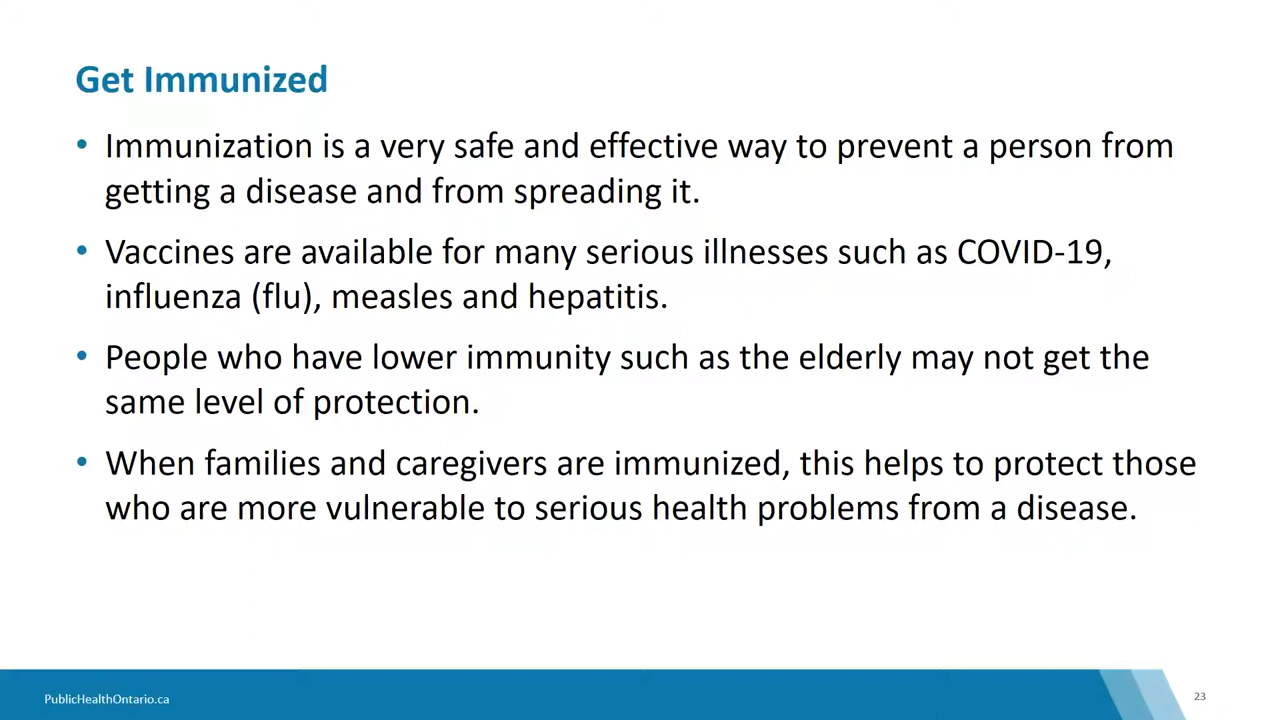 Get Immunized
• Immunization is a very safe and effective way to prevent a person from
getting a disease and from spreading it.
• Vaccines are available for many serious illnesses such as COVID-19,
influenza (flu), measles and hepatitis.
• People who have lower immunity such as the elderly may not get the
same level of protection.
• When families and caregivers are immunized, this helps to protect those
who are more vulnerable to serious health problems from a disease.
PublicHealthOntario.ca
23